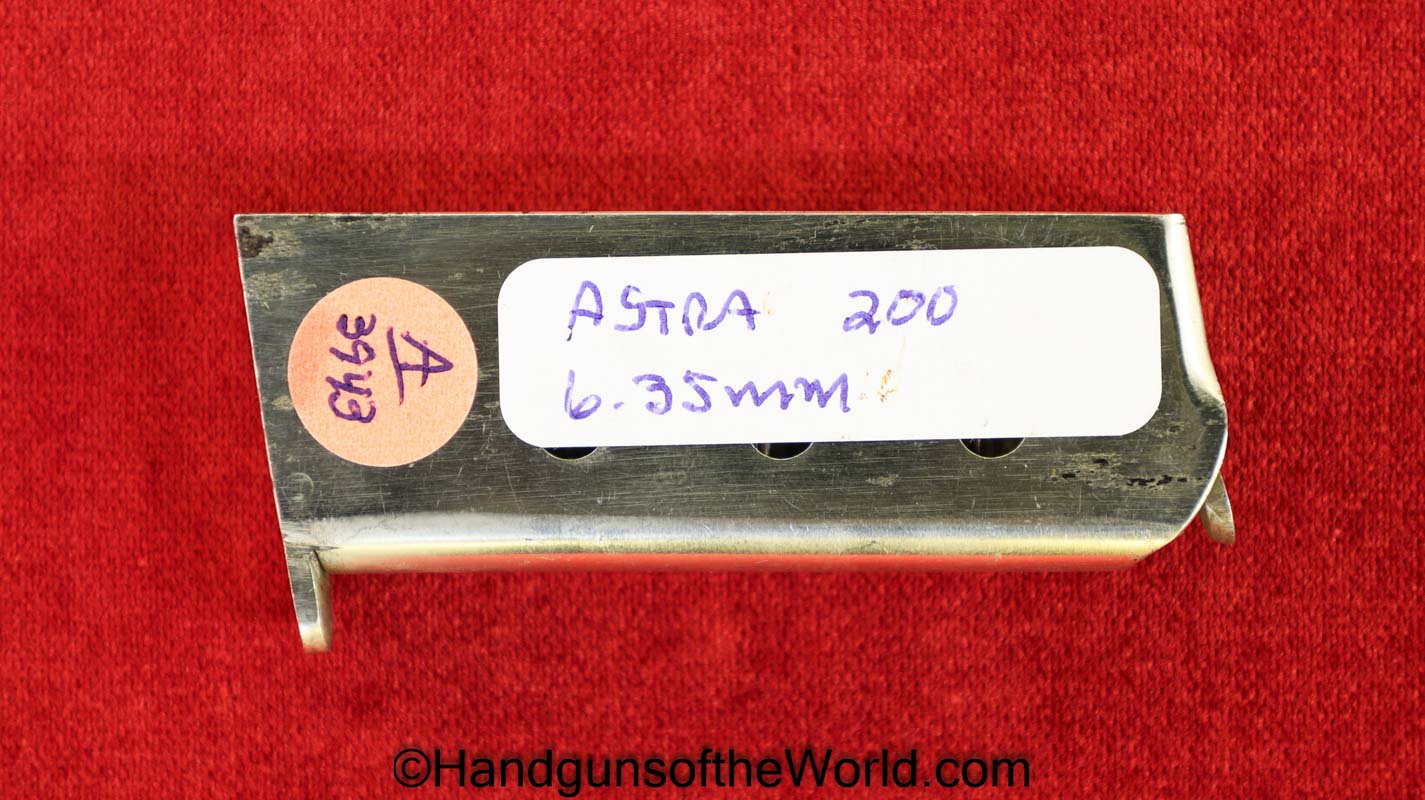 A
3943
ASTRA 200
6.35mm
©HandgunsoftheWorld.com